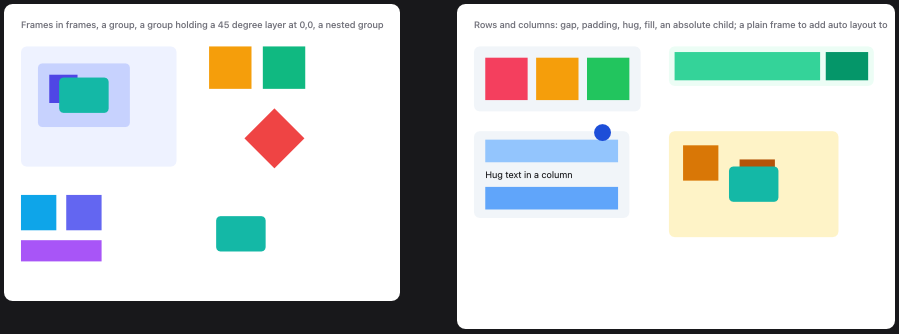 Frames in frames, a group, a group holding a 45 degree layer at 0,0, a nested group
Rows and columns: gap, padding, hug, fill, an absolute child; a plain frame to add auto layout to
Hug text in a column